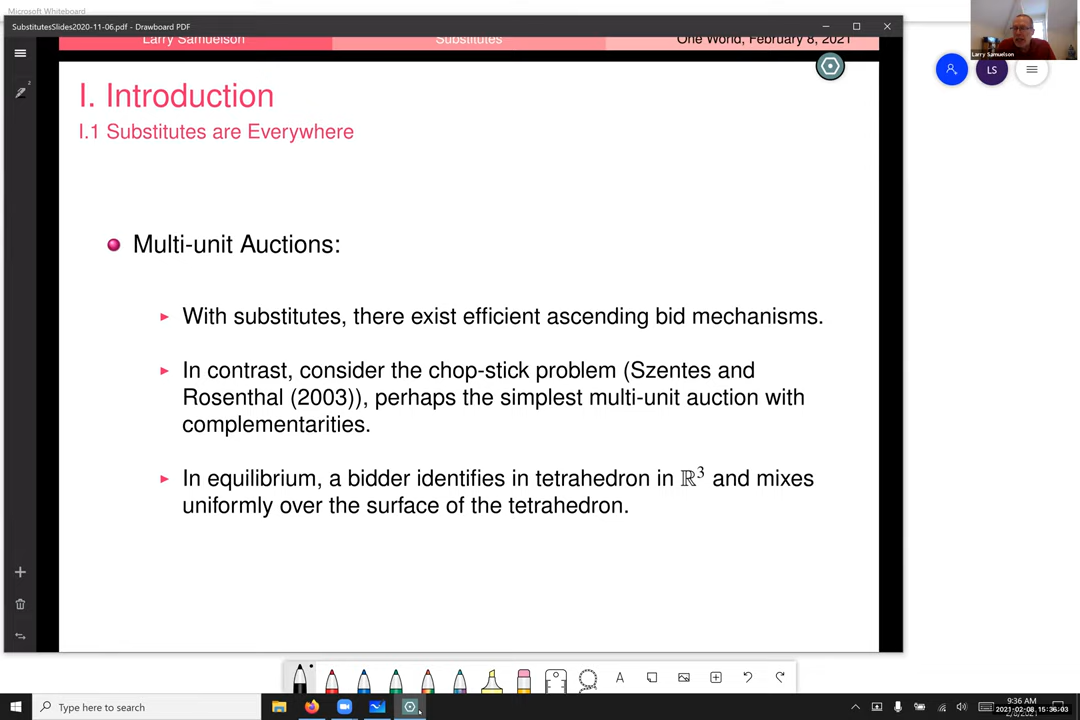 Microsoft Whiteboard
SubstitutesSlides2020-11-06.pdf - Drawboard PDF
Larry Samuelson Substitutes One World, February 8, 2021
Larry Samuelson
LS
I. Introduction
I.1 Substitutes are Everywhere
Multi-unit Auctions:
With substitutes, there exist efficient ascending bid mechanisms.
In contrast, consider the chop-stick problem (Szentes and
Rosenthal (2003)), perhaps the simplest multi-unit auction with
complementarities.
In equilibrium, a bidder identifies in tetrahedron in ℝ³ and mixes
uniformly over the surface of the tetrahedron.
A
Type here to search
9:36 AM
2021-02-08 15:36:03